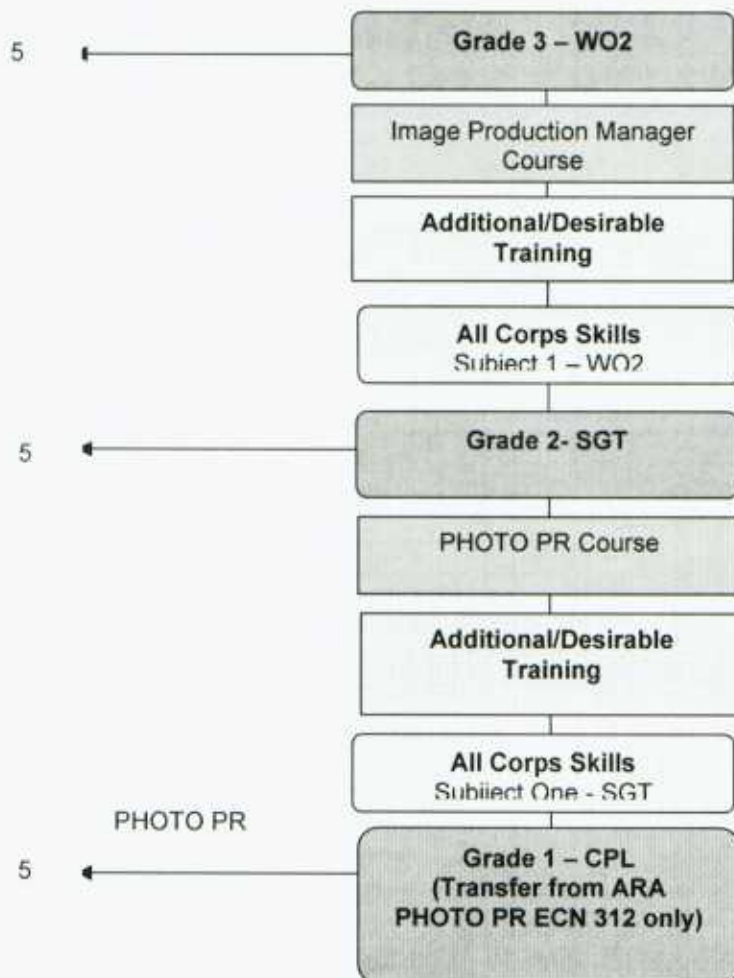 5
Grade 3 – WO2
Image Production Manager
Course
Additional/Desirable
Training
All Corps Skills
Subject 1 – WO2
5
Grade 2- SGT
PHOTO PR Course
Additional/Desirable
Training
All Corps Skills
Subject One - SGT
PHOTO PR
5
Grade 1 – CPL
(Transfer from ARA
PHOTO PR ECN 312 only)